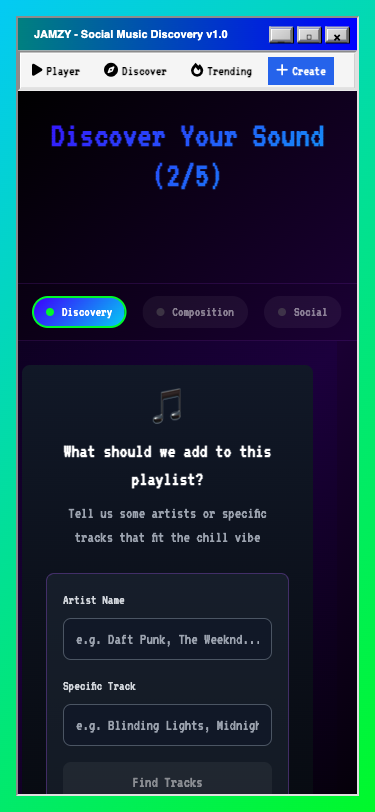 JAMZY - Social Music Discovery v1.0
Player Discover Trending + Create
Discover Your Sound
(2/5)
Discovery Composition Social
What should we add to this
playlist?
Tell us some artists or specific
tracks that fit the chill vibe
Artist Name
e.g. Daft Punk, The Weeknd...
Specific Track
e.g. Blinding Lights, Midnigh
Find Tracks